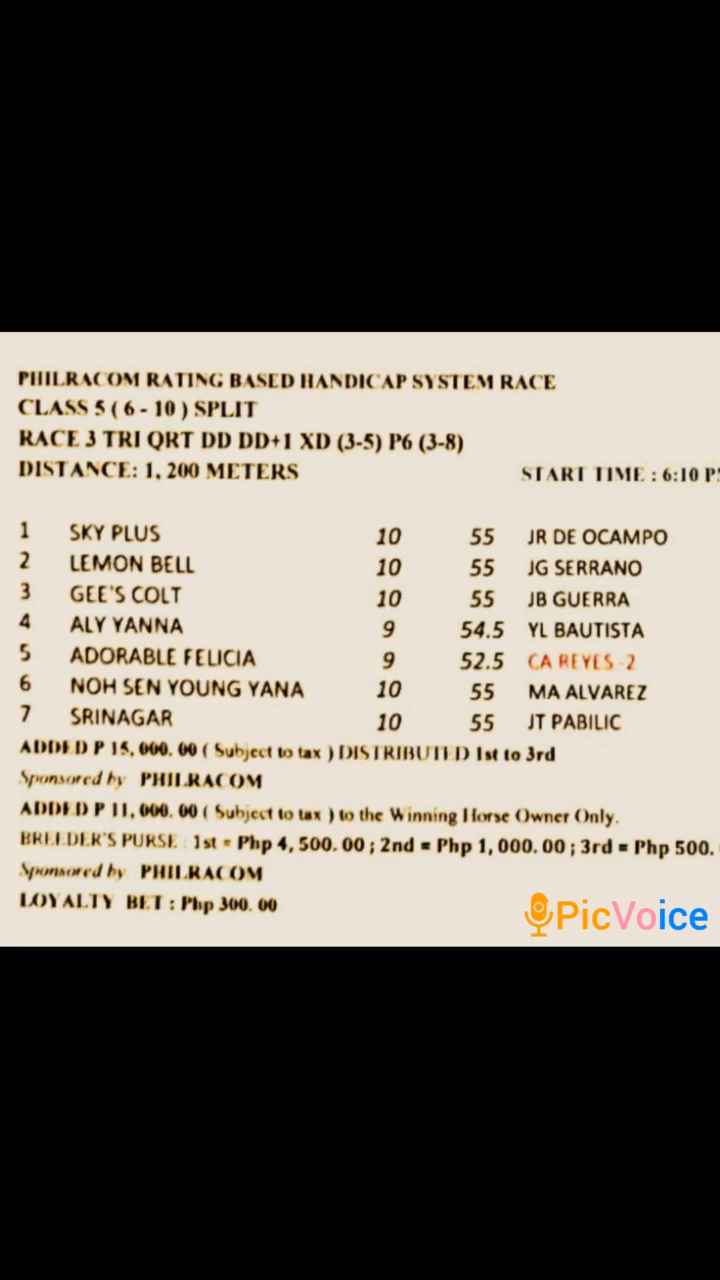 PHILRACOM RATING BASED HANDICAP SYSTEM RACE
CLASS 5 ( 6 - 10 ) SPLIT
RACE 3 TRI QRT DD DD+1 XD (3-5) P6 (3-8)
DISTANCE: 1, 200 METERS START TIME : 6:10 P
1 SKY PLUS 10 55 JR DE OCAMPO
2 LEMON BELL 10 55 JG SERRANO
3 GEE'S COLT 10 55 JB GUERRA
4 ALY YANNA 9 54.5 YL BAUTISTA
5 ADORABLE FELICIA 9 52.5 CA REYES -2
6 NOH SEN YOUNG YANA 10 55 MA ALVAREZ
7 SRINAGAR 10 55 JT PABILIC
ADDED P 15, 000. 00 ( Subject to tax ) DISTRIBUTED 1st to 3rd
Sponsored by PHILRACOM
ADDED P 11, 000. 00 ( Subject to tax ) to the Winning Horse Owner Only.
BREEDER'S PURSE : 1st = Php 4, 500. 00 ; 2nd = Php 1, 000. 00 ; 3rd = Php 500.
Sponsored by PHILRACOM
LOYALTY BET : Php 300. 00
PicVoice